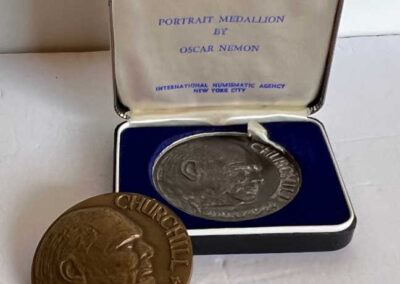 PORTRAIT MEDALLION
BY
OSCAR NEMON
INTERNATIONAL NUMISMATIC AGENCY
NEW YORK CITY
CHURCHILL
CHURCHILL